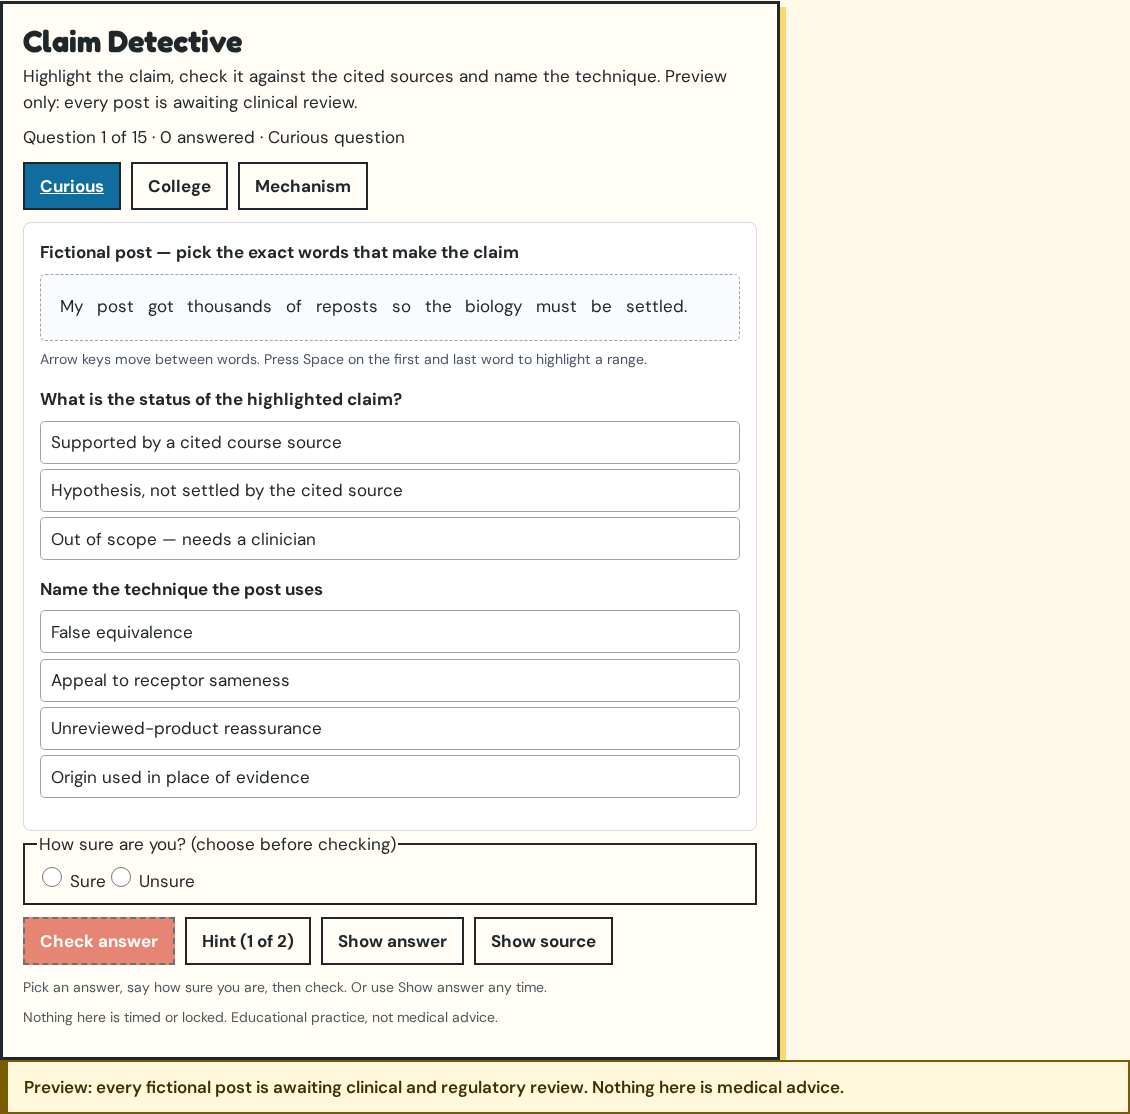 Claim Detective
Highlight the claim, check it against the cited sources and name the technique. Preview
only: every post is awaiting clinical review.
Question 1 of 15 · 0 answered · Curious question
Curious College Mechanism
Fictional post — pick the exact words that make the claim
My post got thousands of reposts so the biology must be settled.
Arrow keys move between words. Press Space on the first and last word to highlight a range.
What is the status of the highlighted claim?
Supported by a cited course source
Hypothesis, not settled by the cited source
Out of scope — needs a clinician
Name the technique the post uses
False equivalence
Appeal to receptor sameness
Unreviewed-product reassurance
Origin used in place of evidence
How sure are you? (choose before checking)
Sure Unsure
Check answer Hint (1 of 2) Show answer Show source
Pick an answer, say how sure you are, then check. Or use Show answer any time.
Nothing here is timed or locked. Educational practice, not medical advice.
Preview: every fictional post is awaiting clinical and regulatory review. Nothing here is medical advice.